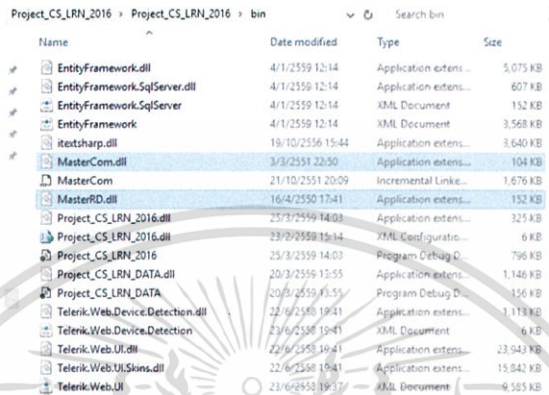 Project_CS_LRN_2016 › Project_CS_LRN_2016 › bin Search bin
Name Date modified Type Size
EntityFramework.dll 4/1/2559 12:14 Application extens... 5,075 KB
EntityFramework.SqlServer.dll 4/1/2559 12:14 Application extens... 607 KB
EntityFramework.SqlServer 4/1/2559 12:14 XML Document 152 KB
EntityFramework 4/1/2559 12:14 XML Document 3,568 KB
itextsharp.dll 19/10/2556 15:44 Application extens... 3,640 KB
MasterCom.dll 3/3/2551 22:50 Application extens... 104 KB
MasterCom 21/10/2551 20:09 Incremental Linke... 1,676 KB
MasterRD.dll 16/4/2550 17:41 Application extens... 152 KB
Project_CS_LRN_2016.dll 25/3/2559 14:03 Application extens... 325 KB
Project_CS_LRN_2016.dll 23/2/2559 15:14 XML Configuratio... 6 KB
Project_CS_LRN_2016 25/3/2559 14:03 Program Debug D... 796 KB
Project_CS_LRN_DATA.dll 20/3/2559 13:55 Application extens... 1,146 KB
Project_CS_LRN_DATA 20/3/2559 13:55 Program Debug D... 156 KB
Telerik.Web.Device.Detection.dll 22/6/2558 19:41 Application extens... 1,113 KB
Telerik.Web.Device.Detection 23/6/2558 19:41 XML Document 6 KB
Telerik.Web.UI.dll 22/6/2558 19:41 Application extens... 23,943 KB
Telerik.Web.UI.Skins.dll 22/6/2558 19:41 Application extens... 15,842 KB
Telerik.Web.UI 23/6/2558 19:37 XML Document 9,585 KB